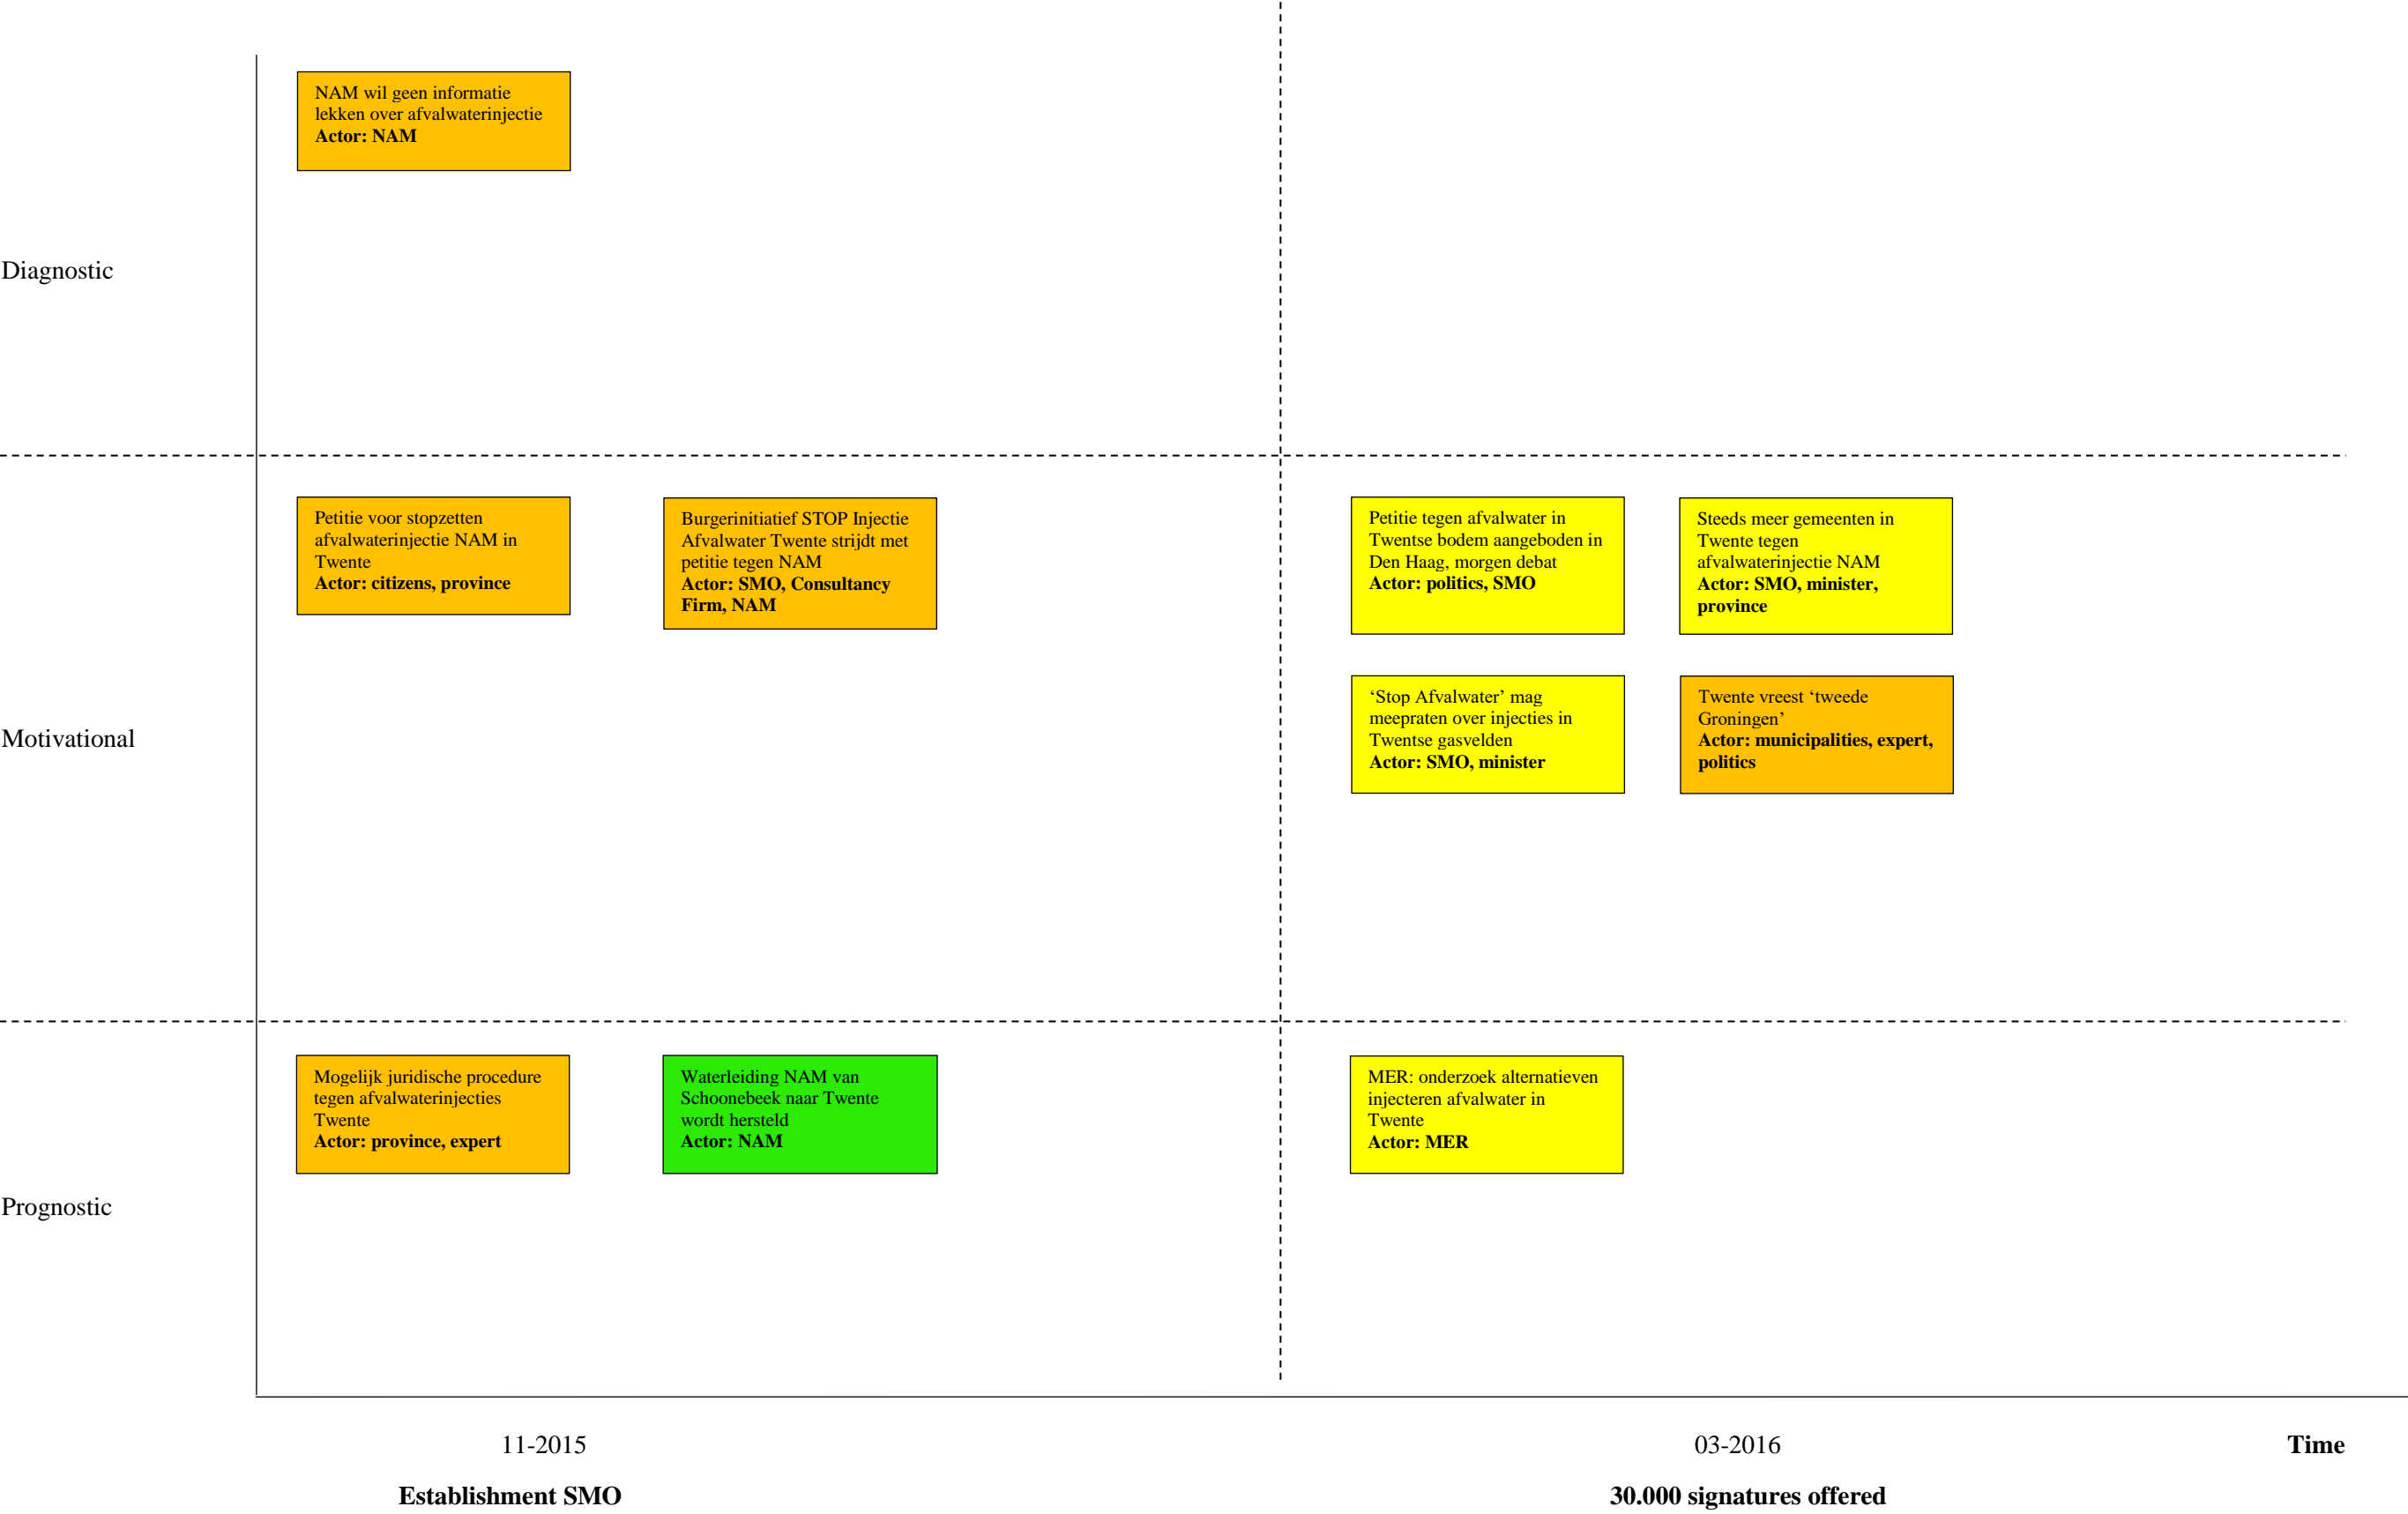 NAM wil geen informatie
lekken over afvalwaterinjectie
Actor: NAM
Diagnostic
Petitie voor stopzetten
afvalwaterinjectie NAM in
Twente
Actor: citizens, province
Burgerinitiatief STOP Injectie
Afvalwater Twente strijdt met
petitie tegen NAM
Actor: SMO, Consultancy
Firm, NAM
Petitie tegen afvalwater in
Twentse bodem aangeboden in
Den Haag, morgen debat
Actor: politics, SMO
Steeds meer gemeenten in
Twente tegen
afvalwaterinjectie NAM
Actor: SMO, minister,
province
Motivational
‘Stop Afvalwater’ mag
meepraten over injecties in
Twentse gasvelden
Actor: SMO, minister
Twente vreest ‘tweede
Groningen’
Actor: municipalities, expert,
politics
Mogelijk juridische procedure
tegen afvalwaterinjecties
Twente
Actor: province, expert
Waterleiding NAM van
Schoonebeek naar Twente
wordt hersteld
Actor: NAM
MER: onderzoek alternatieven
injecteren afvalwater in
Twente
Actor: MER
Prognostic
11-2015
03-2016
Time
Establishment SMO
30.000 signatures offered